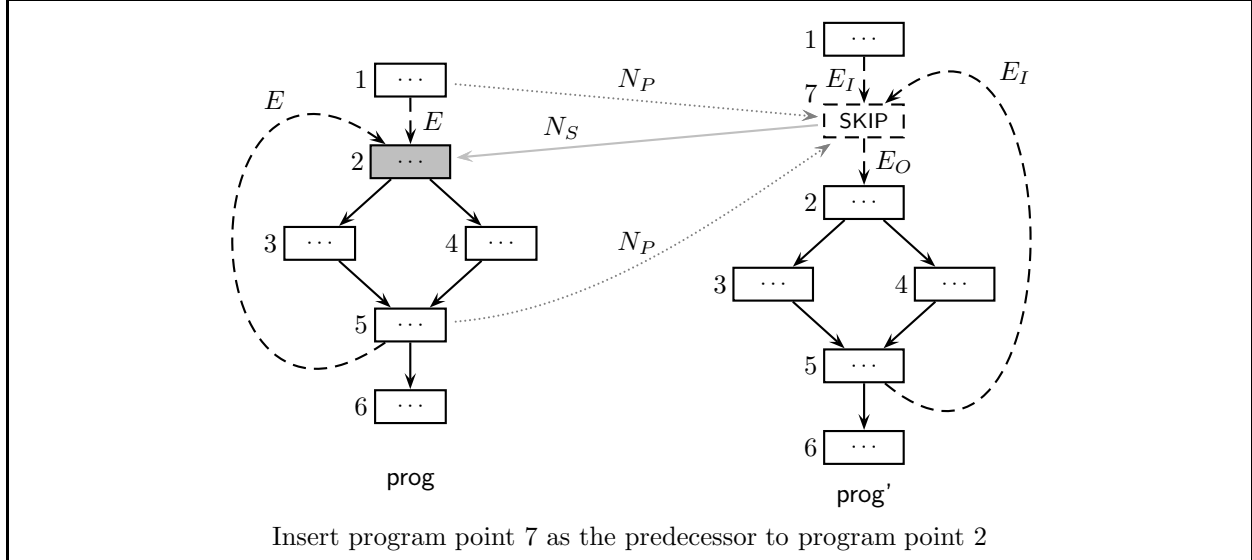 1 ···
E
E
2 ···
3 ···
4 ···
5 ···
6 ···
prog
N_P
N_S
N_P
1 ···
E_I
E_I
7 SKIP
E_O
2 ···
3 ···
4 ···
5 ···
6 ···
prog'
Insert program point 7 as the predecessor to program point 2